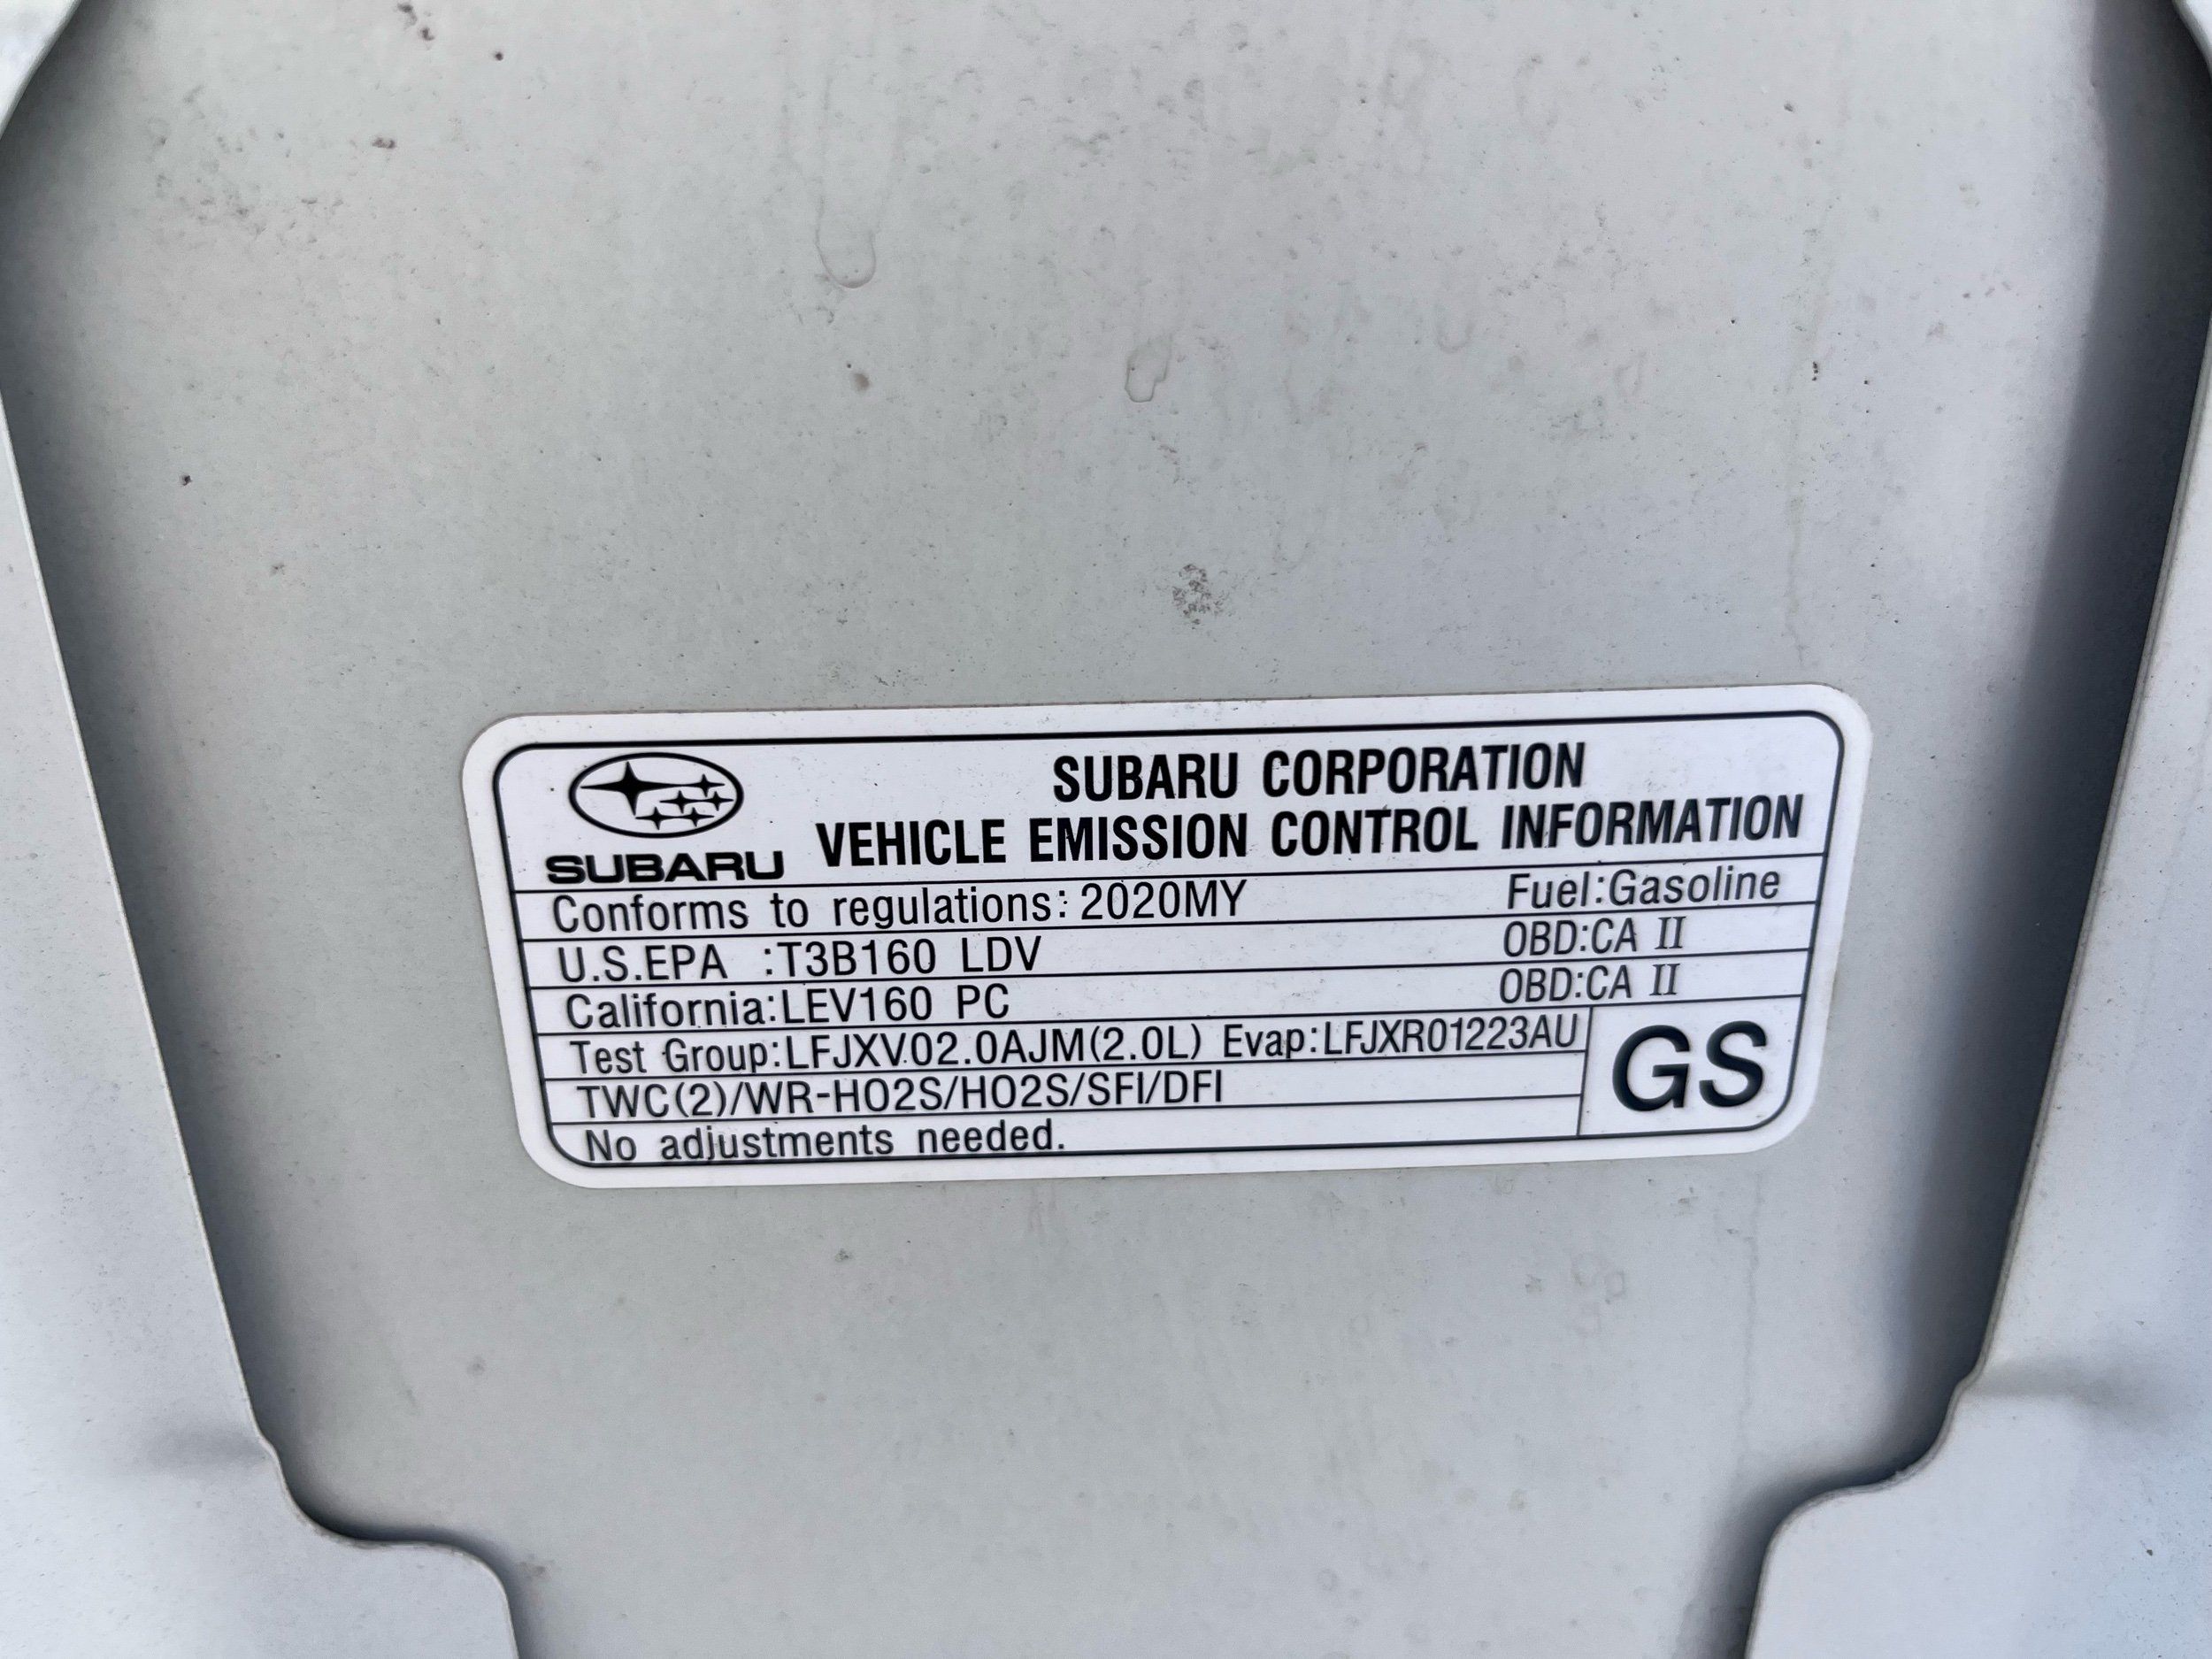 SUBARU CORPORATION
SUBARU VEHICLE EMISSION CONTROL INFORMATION
Conforms to regulations: 2020MY Fuel:Gasoline
U.S.EPA :T3B160 LDV OBD:CA II
California:LEV160 PC OBD:CA II
Test Group:LFJXV02.0AJM(2.0L) Evap:LFJXR01223AU
TWC(2)/WR-HO2S/HO2S/SFI/DFI
GS
No adjustments needed.